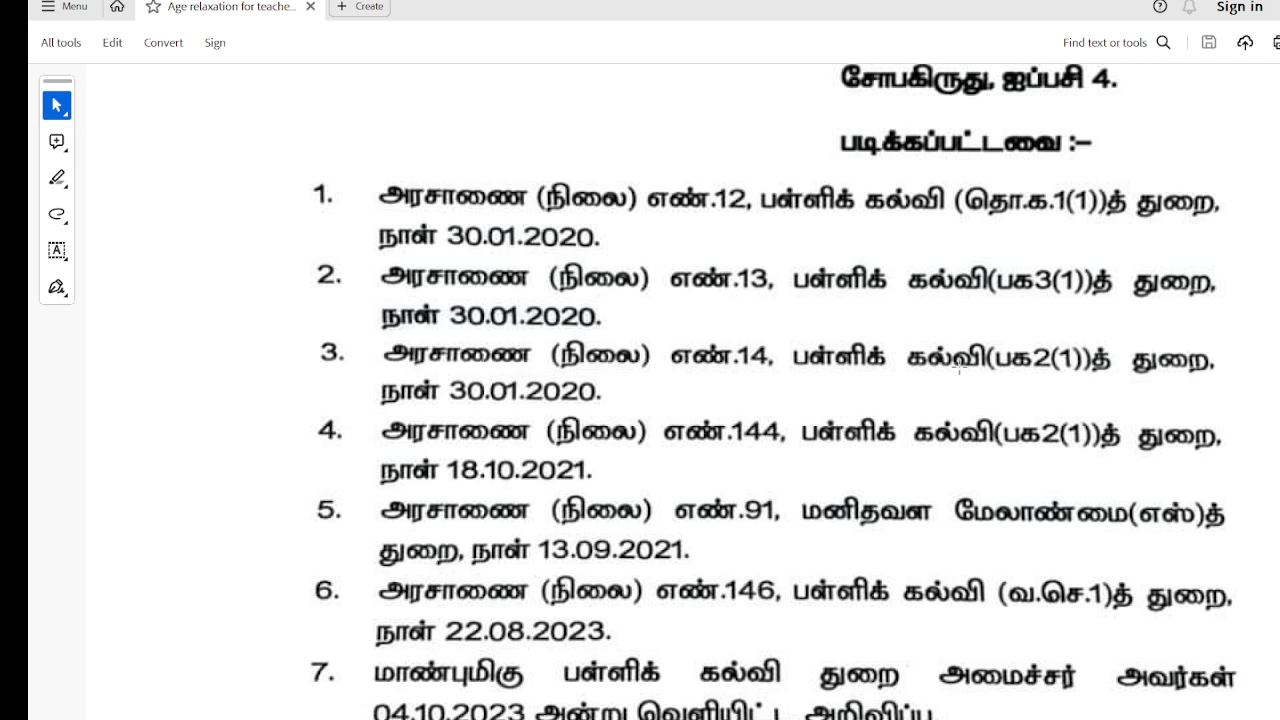 Menu
Age relaxation for teache...
Create
Sign in
All tools Edit Convert Sign
Find text or tools
சோபகிருது, ஐப்பசி 4.
படிக்கப்பட்டவை :-
1. அரசாணை (நிலை) எண்.12, பள்ளிக் கல்வி (தொ.க.1(1))த் துறை,
நாள் 30.01.2020.
2. அரசாணை (நிலை) எண்.13, பள்ளிக் கல்வி(பக3(1))த் துறை,
நாள் 30.01.2020.
3. அரசாணை (நிலை) எண்.14, பள்ளிக் கல்வி(பக2(1))த் துறை,
நாள் 30.01.2020.
4. அரசாணை (நிலை) எண்.144, பள்ளிக் கல்வி(பக2(1))த் துறை,
நாள் 18.10.2021.
5. அரசாணை (நிலை) எண்.91, மனிதவள மேலாண்மை(எஸ்)த்
துறை, நாள் 13.09.2021.
6. அரசாணை (நிலை) எண்.146, பள்ளிக் கல்வி (வ.செ.1)த் துறை,
நாள் 22.08.2023.
7. மாண்புமிகு பள்ளிக் கல்வி துறை அமைச்சர் அவர்கள்
04.10.2023 அன்று வெளியிட்ட அறிவிப்பு.